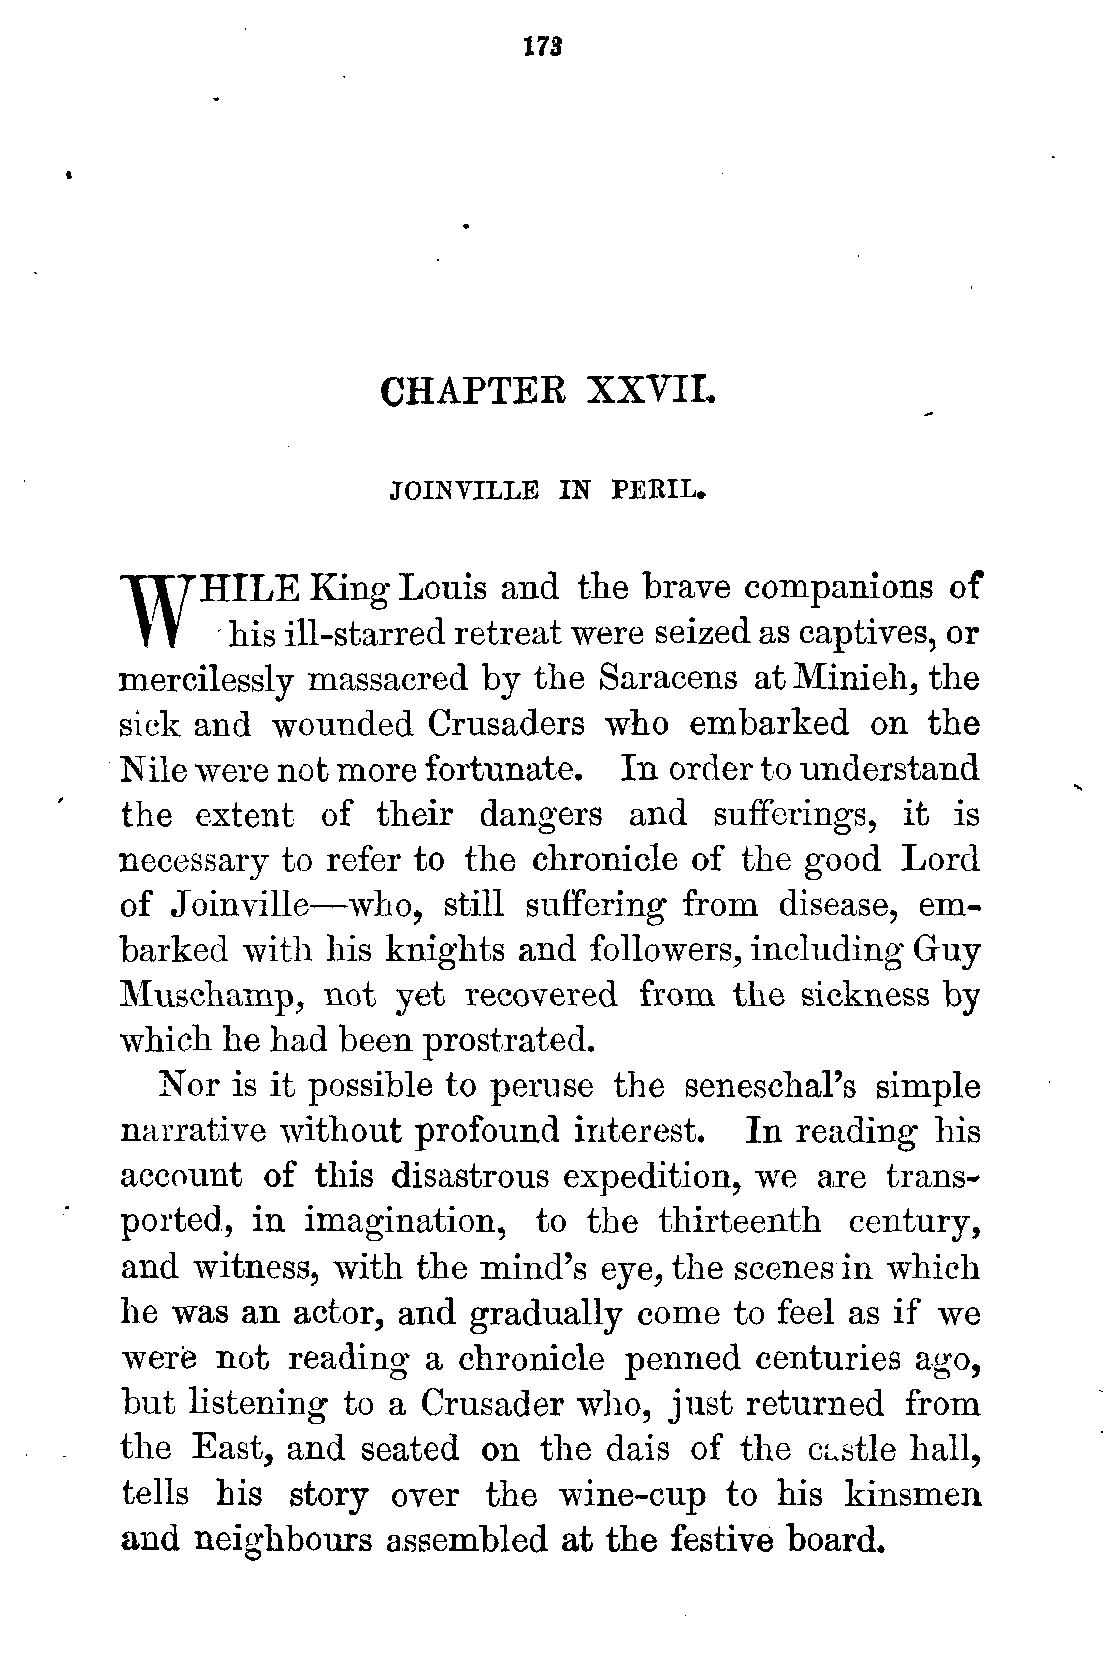 173
CHAPTER XXVII.
JOINVILLE IN PERIL.
WHILE King Louis and the brave companions of
his ill-starred retreat were seized as captives, or
mercilessly massacred by the Saracens at Minieh, the
sick and wounded Crusaders who embarked on the
Nile were not more fortunate. In order to understand
the extent of their dangers and sufferings, it is
necessary to refer to the chronicle of the good Lord
of Joinville—who, still suffering from disease, em-
barked with his knights and followers, including Guy
Muschamp, not yet recovered from the sickness by
which he had been prostrated.
Nor is it possible to peruse the seneschal's simple
narrative without profound interest. In reading his
account of this disastrous expedition, we are trans-
ported, in imagination, to the thirteenth century,
and witness, with the mind's eye, the scenes in which
he was an actor, and gradually come to feel as if we
were not reading a chronicle penned centuries ago,
but listening to a Crusader who, just returned from
the East, and seated on the dais of the castle hall,
tells his story over the wine-cup to his kinsmen
and neighbours assembled at the festive board.